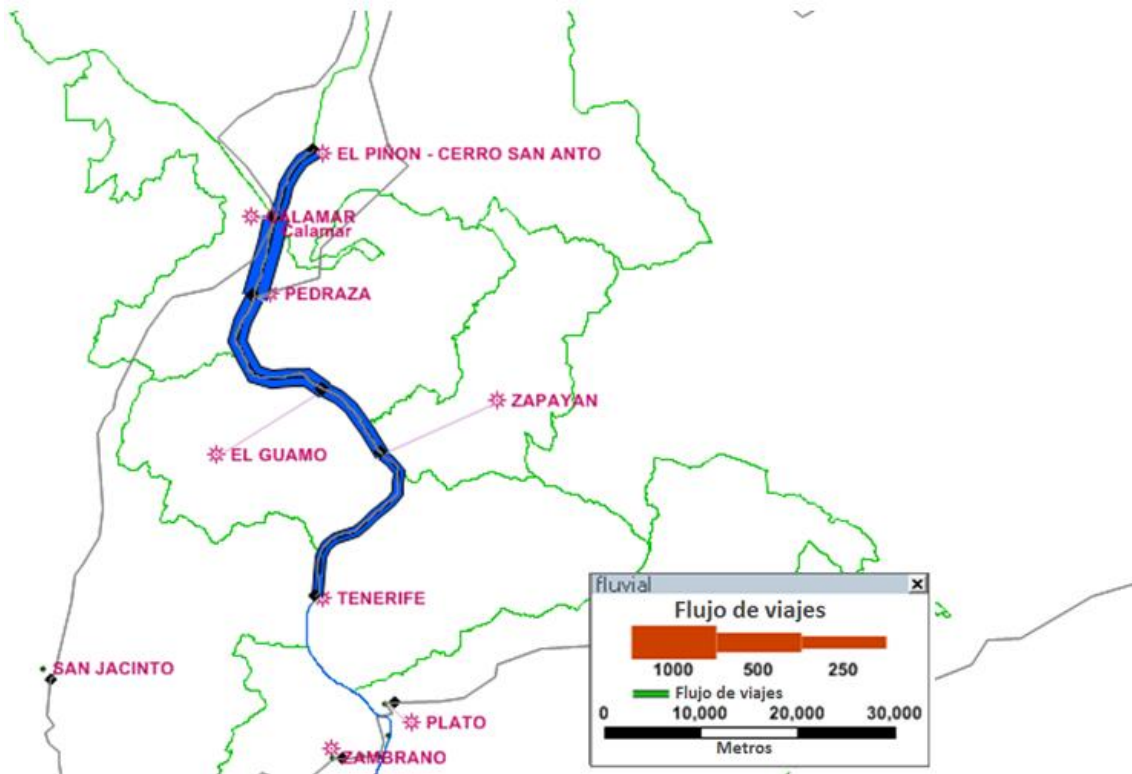 EL PIÑON - CERRO SAN ANTO
CALAMAR
Calamar
PEDRAZA
ZAPAYAN
EL GUAMO
TENERIFE
SAN JACINTO
PLATO
ZAMBRANO
fluvial
Flujo de viajes
1000 500 250
Flujo de viajes
0 10,000 20,000 30,000
Metros